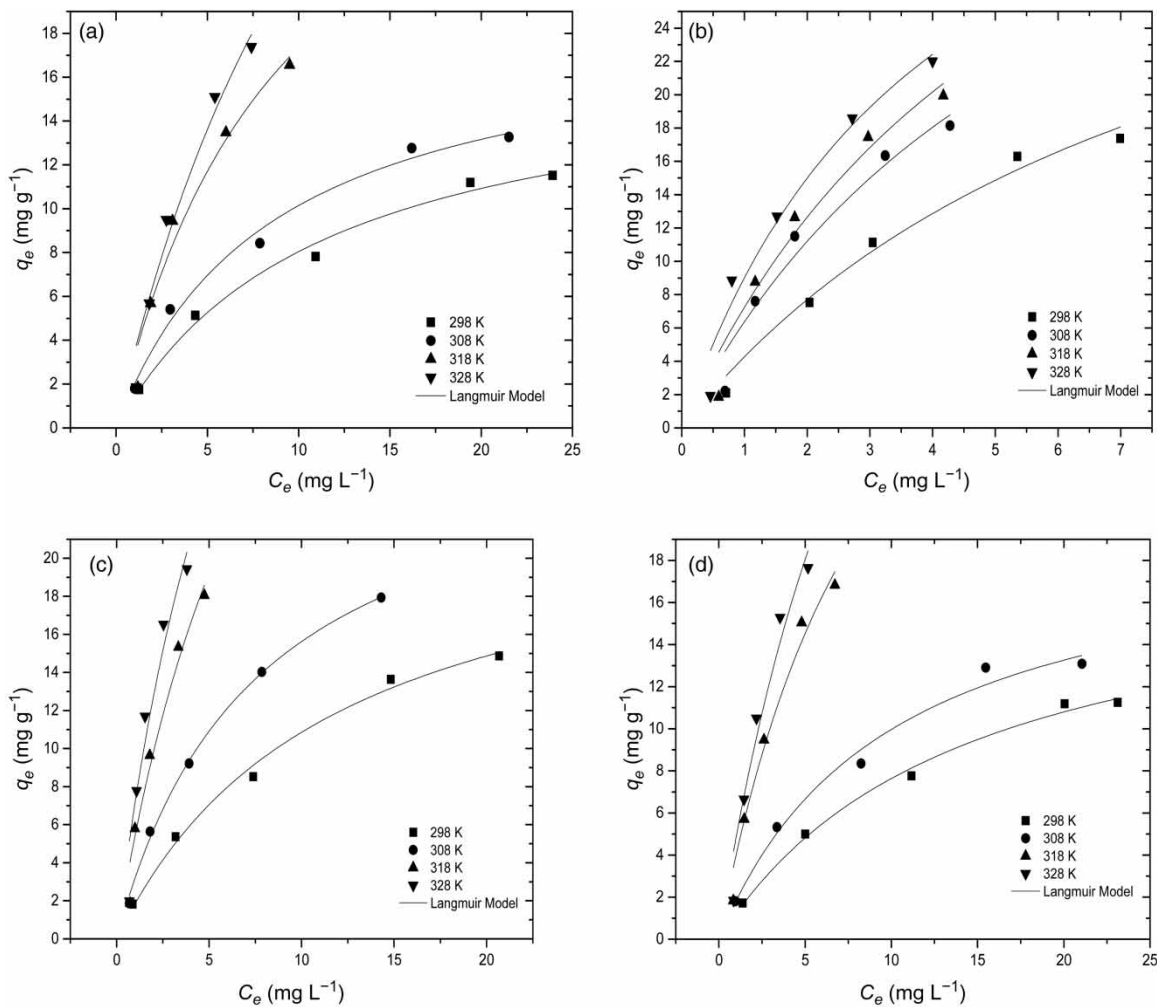 (a)
18
16
14
12
10
8
6
4
2
0
qₑ (mg g⁻¹)
298 K
308 K
318 K
328 K
Langmuir Model
0 5 10 15 20 25
Cₑ (mg L⁻¹)
(b)
24
22
20
18
16
14
12
10
8
6
4
2
0
qₑ (mg g⁻¹)
298 K
308 K
318 K
328 K
Langmuir Model
0 1 2 3 4 5 6 7
Cₑ (mg L⁻¹)
(c)
20
18
16
14
12
10
8
6
4
2
0
qₑ (mg g⁻¹)
298 K
308 K
318 K
328 K
Langmuir Model
0 5 10 15 20
Cₑ (mg L⁻¹)
(d)
18
16
14
12
10
8
6
4
2
0
qₑ (mg g⁻¹)
298 K
308 K
318 K
328 K
Langmuir Model
0 5 10 15 20 25
Cₑ (mg L⁻¹)